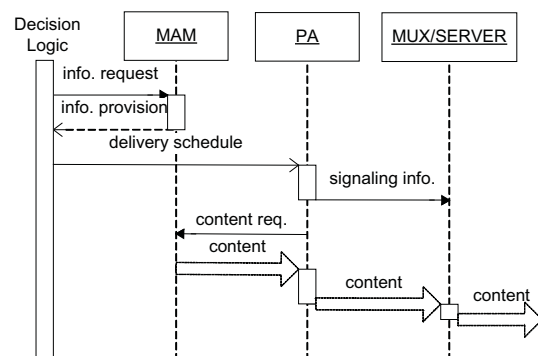 Decision
Logic
MAM
PA
MUX/SERVER
info. request
info. provision
delivery schedule
signaling info.
content req.
content
content
content